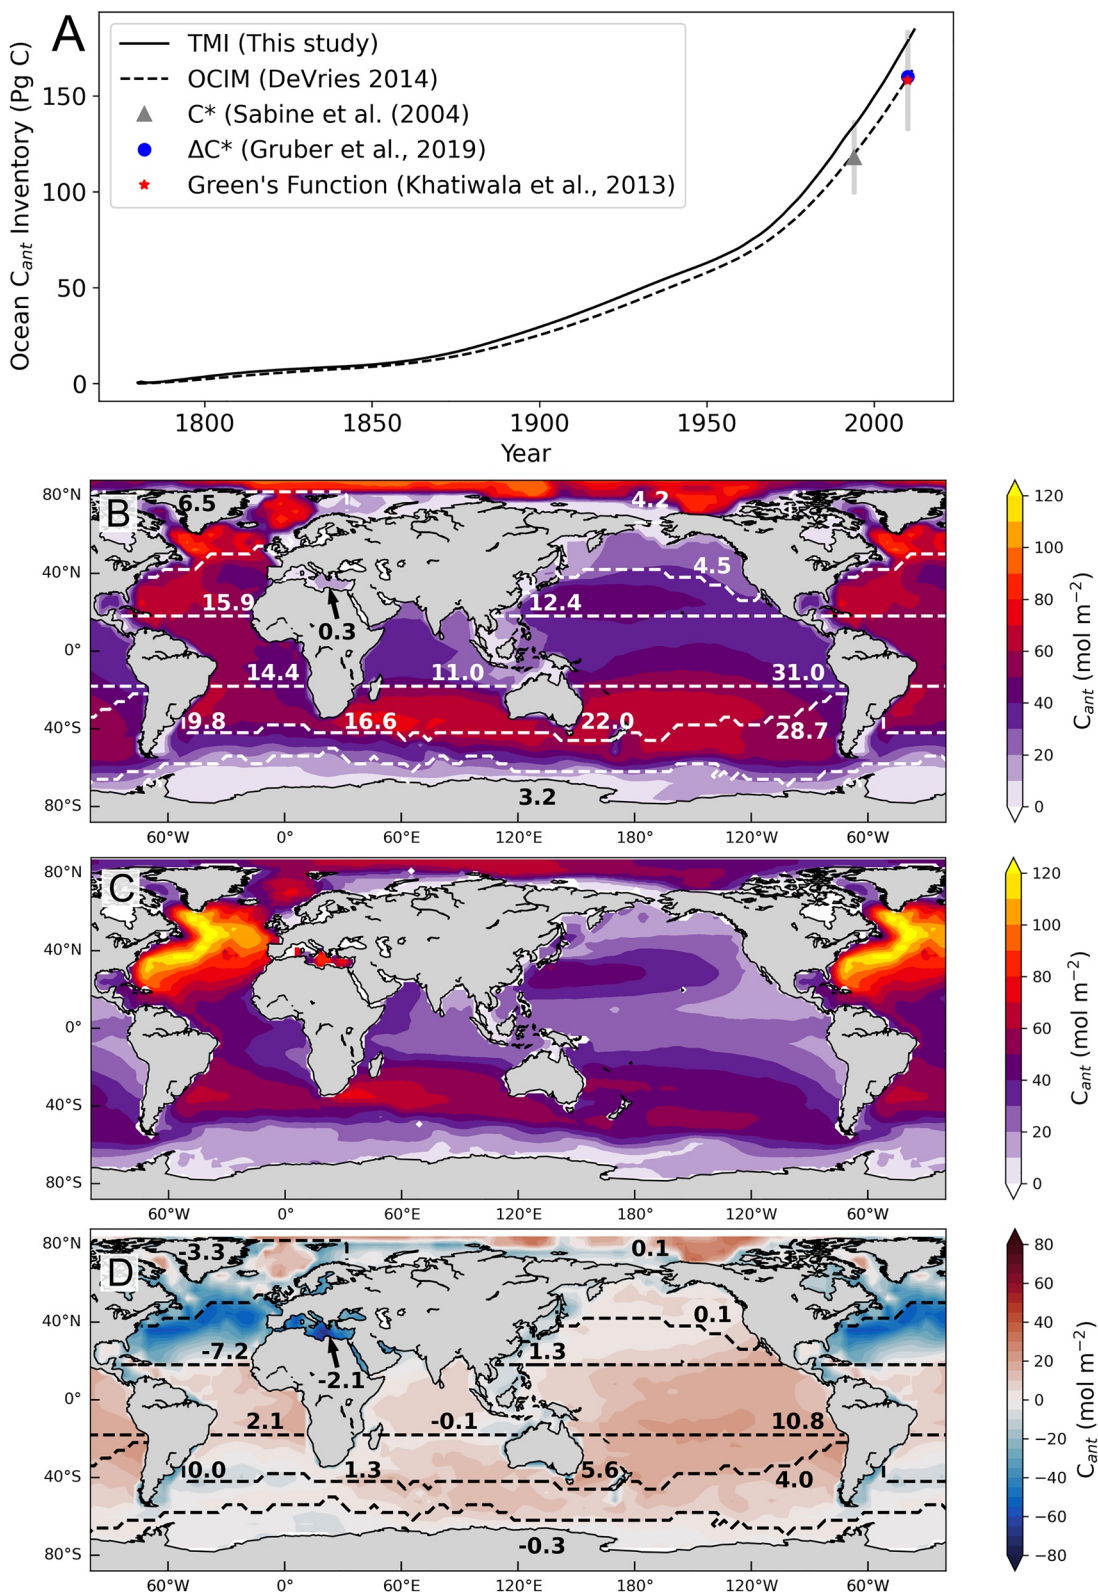 A
TMI (This study)
OCIM (DeVries 2014)
C* (Sabine et al. (2004)
ΔC* (Gruber et al., 2019)
Green's Function (Khatiwala et al., 2013)
Ocean Cant Inventory (Pg C)
150
100
50
0
1800 1850 1900 1950 2000
Year
B
80°N
40°N
0°
40°S
80°S
6.5 4.2
4.5
15.9 12.4
0.3
14.4 11.0 31.0
9.8 16.6 22.0 28.7
3.2
60°W 0° 60°E 120°E 180° 120°W 60°W
120
100
80
60
40
20
0
Cant (mol m−2)
C
80°N
40°N
0°
40°S
80°S
60°W 0° 60°E 120°E 180° 120°W 60°W
120
100
80
60
40
20
0
Cant (mol m−2)
D
80°N
40°N
0°
40°S
80°S
-3.3 0.1
0.1
-7.2 1.3
-2.1
2.1 -0.1 10.8
0.0 1.3 5.6 4.0
-0.3
60°W 0° 60°E 120°E 180° 120°W 60°W
80
60
40
20
0
−20
−40
−60
−80
Cant (mol m−2)